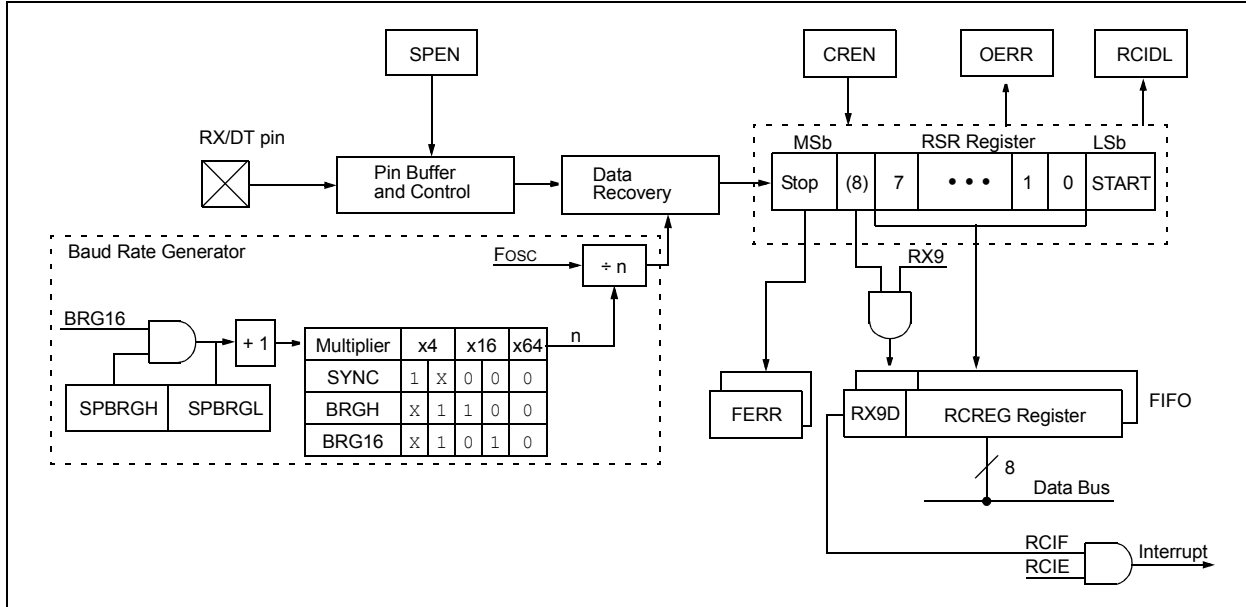 SPEN
CREN
OERR
RCIDL
RX/DT pin
Pin Buffer
and Control
Data
Recovery
MSb
RSR Register
LSb
Stop (8) 7 • • • 1 0 START
Baud Rate Generator
FOSC
÷ n
RX9
BRG16
+ 1
n
SPBRGH SPBRGL
Multiplier x4 x16 x64
SYNC 1 X 0 0 0
BRGH X 1 1 0 0
BRG16 X 1 0 1 0
FERR
RX9D RCREG Register
FIFO
8
Data Bus
RCIF
RCIE
Interrupt